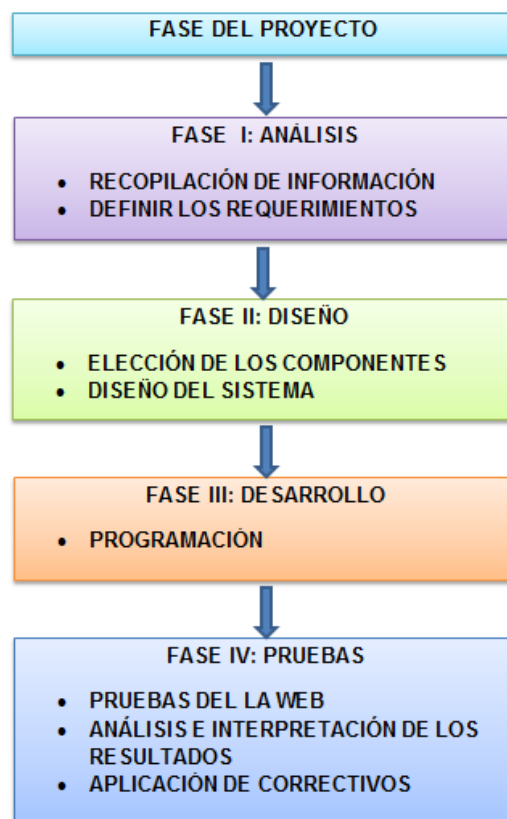 FASE DEL PROYECTO
FASE I: ANÁLISIS
• RECOPILACIÓN DE INFORMACIÓN
• DEFINIR LOS REQUERIMIENTOS
FASE II: DISEÑO
• ELECCIÓN DE LOS COMPONENTES
• DISEÑO DEL SISTEMA
FASE III: DESARROLLO
• PROGRAMACIÓN
FASE IV: PRUEBAS
• PRUEBAS DEL LA WEB
• ANÁLISIS E INTERPRETACIÓN DE LOS
RESULTADOS
• APLICACIÓN DE CORRECTIVOS